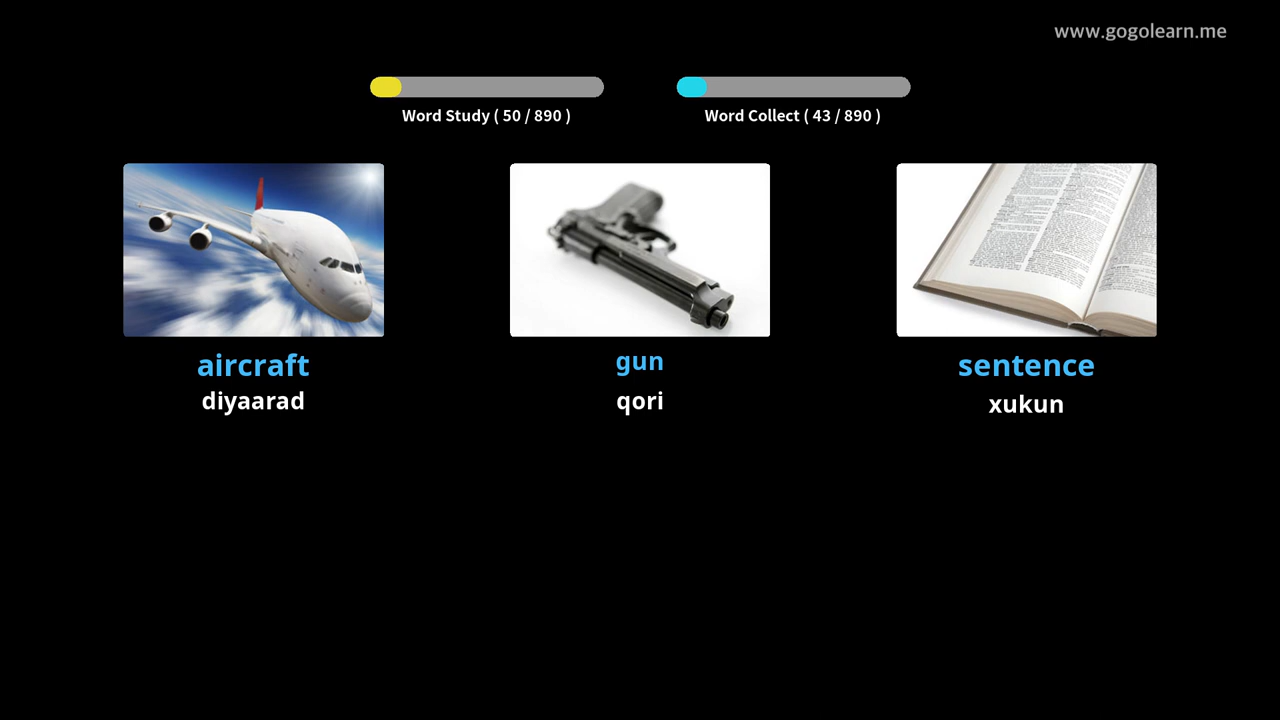 www.gogolearn.me
Word Study ( 50 / 890 )
Word Collect ( 43 / 890 )
aircraft
diyaarad
gun
qori
sentence
xukun